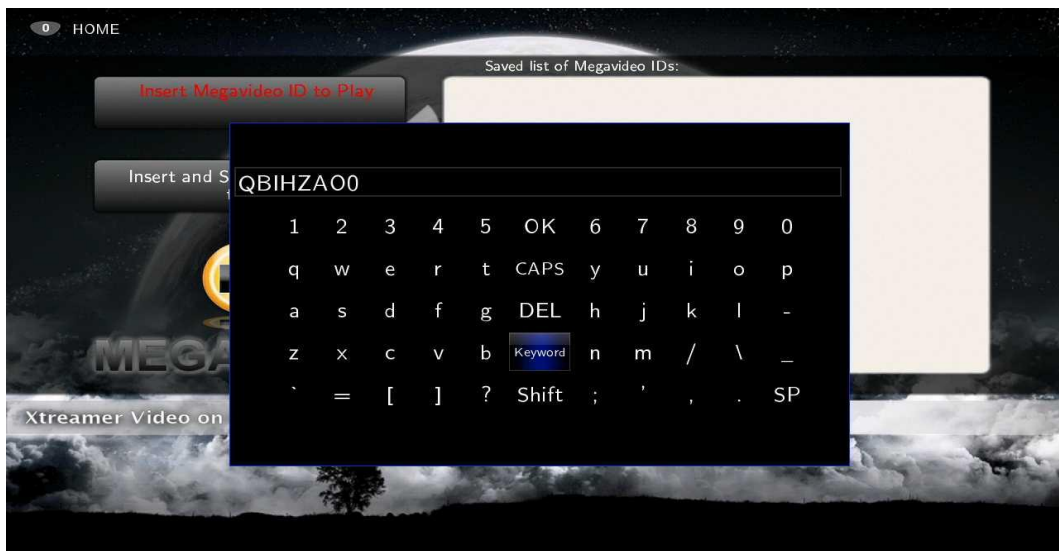 0 HOME
Saved list of Megavideo IDs:
Insert Megavideo ID to Play
Insert and S
QBIHZAO0
1 2 3 4 5 OK 6 7 8 9 0
q w e r t CAPS y u i o p
a s d f g DEL h j k l -
z x c v b Keyword n m / \ _
` = [ ] ? Shift ; ' , . SP
MEGA
Xtreamer Video on